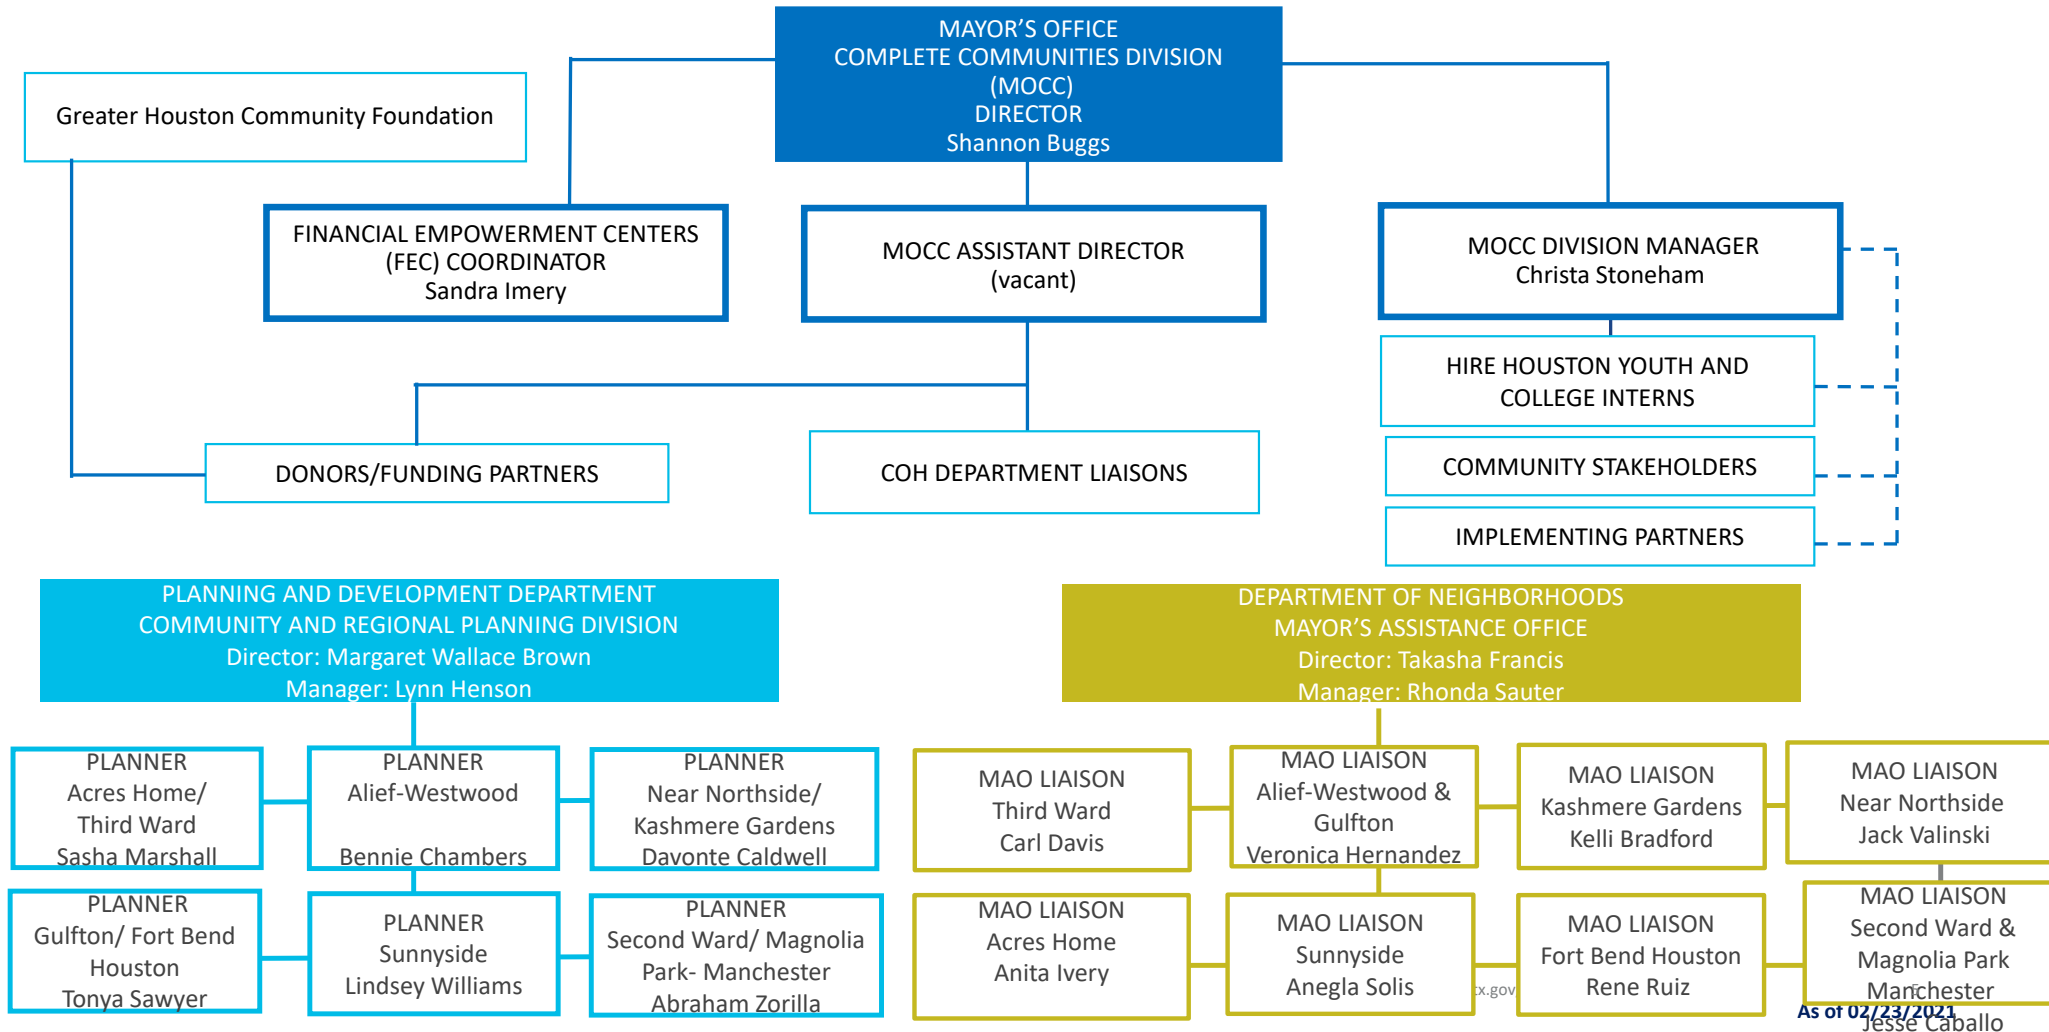 MAYOR’S OFFICE
COMPLETE COMMUNITIES DIVISION
(MOCC)
DIRECTOR
Shannon Buggs
Greater Houston Community Foundation
FINANCIAL EMPOWERMENT CENTERS
(FEC) COORDINATOR
Sandra Imery
MOCC ASSISTANT DIRECTOR
(vacant)
MOCC DIVISION MANAGER
Christa Stoneham
HIRE HOUSTON YOUTH AND
COLLEGE INTERNS
DONORS/FUNDING PARTNERS
COH DEPARTMENT LIAISONS
COMMUNITY STAKEHOLDERS
IMPLEMENTING PARTNERS
PLANNING AND DEVELOPMENT DEPARTMENT
COMMUNITY AND REGIONAL PLANNING DIVISION
Director: Margaret Wallace Brown
Manager: Lynn Henson
DEPARTMENT OF NEIGHBORHOODS
MAYOR’S ASSISTANCE OFFICE
Director: Takasha Francis
Manager: Rhonda Sauter
PLANNER
Acres Home/
Third Ward
Sasha Marshall
PLANNER
Alief-Westwood
Bennie Chambers
PLANNER
Near Northside/
Kashmere Gardens
Davonte Caldwell
PLANNER
Gulfton/ Fort Bend
Houston
Tonya Sawyer
PLANNER
Sunnyside
Lindsey Williams
PLANNER
Second Ward/ Magnolia
Park- Manchester
Abraham Zorilla
MAO LIAISON
Third Ward
Carl Davis
MAO LIAISON
Alief-Westwood &
Gulfton
Veronica Hernandez
MAO LIAISON
Kashmere Gardens
Kelli Bradford
MAO LIAISON
Near Northside
Jack Valinski
MAO LIAISON
Acres Home
Anita Ivery
MAO LIAISON
Sunnyside
Anegla Solis
MAO LIAISON
Fort Bend Houston
Rene Ruiz
MAO LIAISON
Second Ward &
Magnolia Park
Manchester
Jesse Caballo
tx.gov/
As of 02/23/2021